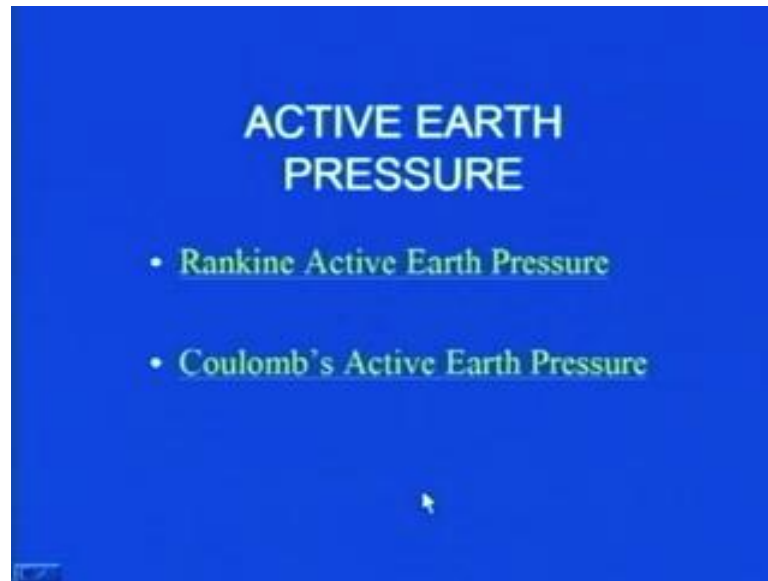 ACTIVE EARTH
PRESSURE
• Rankine Active Earth Pressure
• Coulomb's Active Earth Pressure